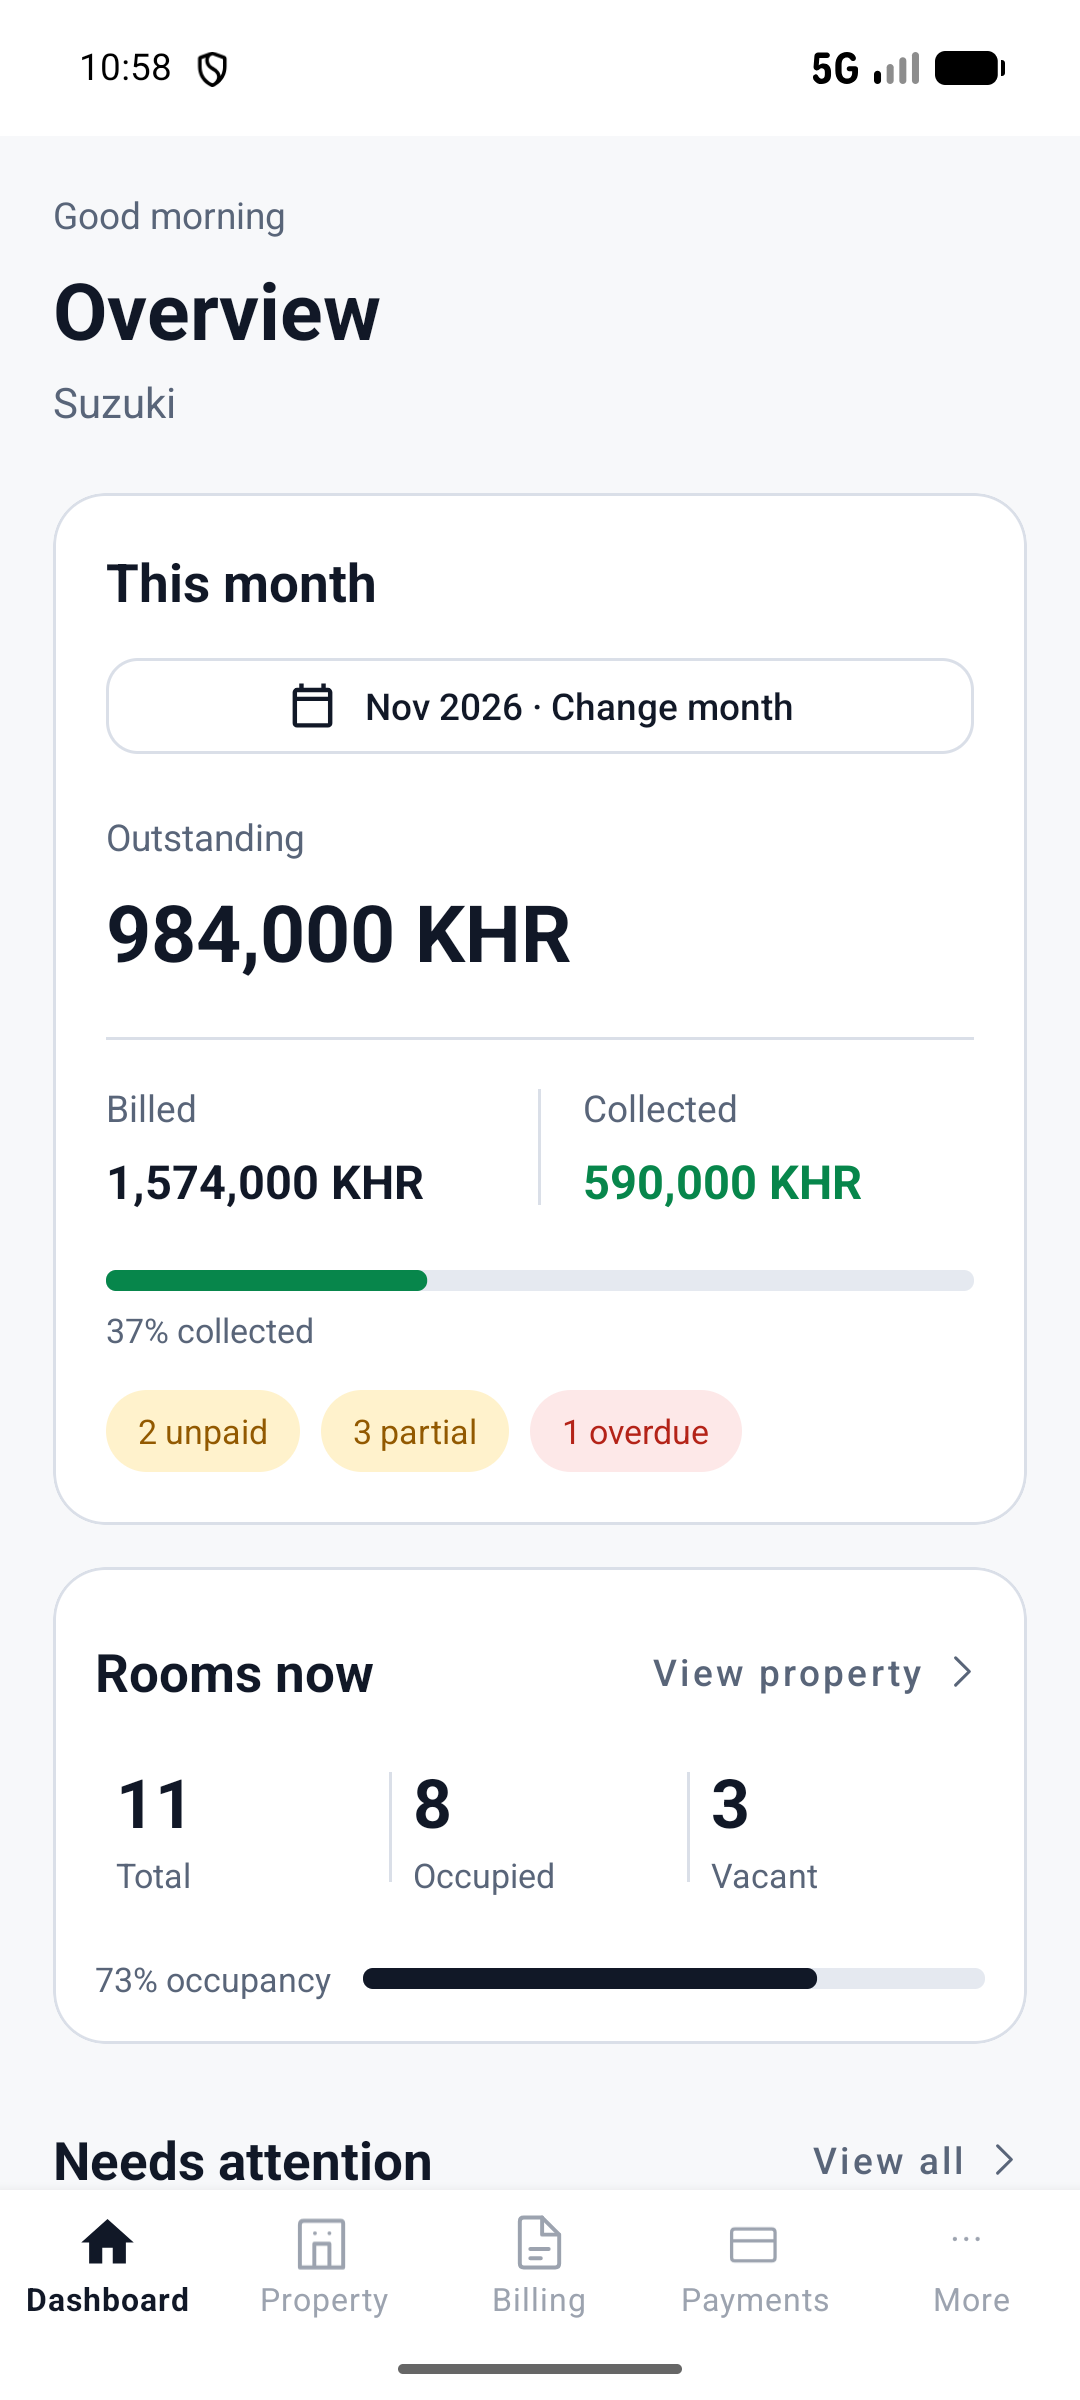 10:58
5G
Good morning
Overview
Suzuki
This month
Nov 2026 · Change month
Outstanding
984,000 KHR
Billed
Collected
1,574,000 KHR
590,000 KHR
37% collected
2 unpaid
3 partial
1 overdue
Rooms now
View property
11
8
3
Total
Occupied
Vacant
73% occupancy
Needs attention
View all
Dashboard
Property
Billing
Payments
More